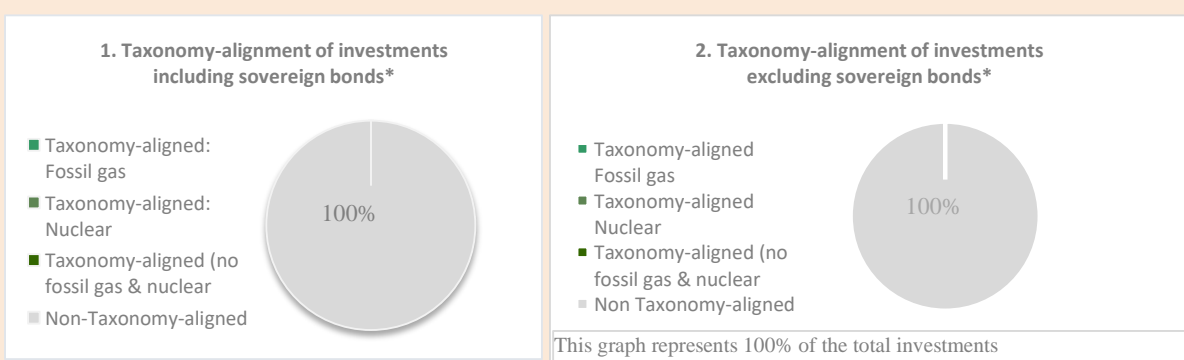 1. Taxonomy-alignment of investments
including sovereign bonds*
Taxonomy-aligned:
Fossil gas
Taxonomy-aligned:
Nuclear
Taxonomy-aligned (no
fossil gas & nuclear
Non-Taxonomy-aligned
100%
2. Taxonomy-alignment of investments
excluding sovereign bonds*
Taxonomy-aligned
Fossil gas
Taxonomy-aligned
Nuclear
Taxonomy-aligned (no
fossil gas & nuclear
Non Taxonomy-aligned
100%
This graph represents 100% of the total investments